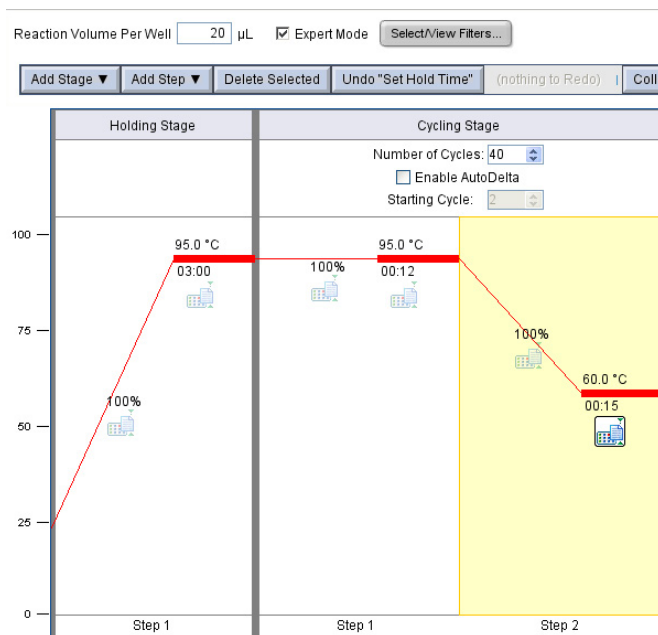 Reaction Volume Per Well 20 µL Expert Mode Select/View Filters...
Add Stage ▼ Add Step ▼ Delete Selected Undo "Set Hold Time" (nothing to Redo) Coll
Holding Stage Cycling Stage
Number of Cycles: 40
Enable AutoDelta
Starting Cycle: 2
100
95.0 °C 95.0 °C
03:00 100% 00:12
75
100%
60.0 °C
100% 00:15
50
25
0
Step 1 Step 1 Step 2